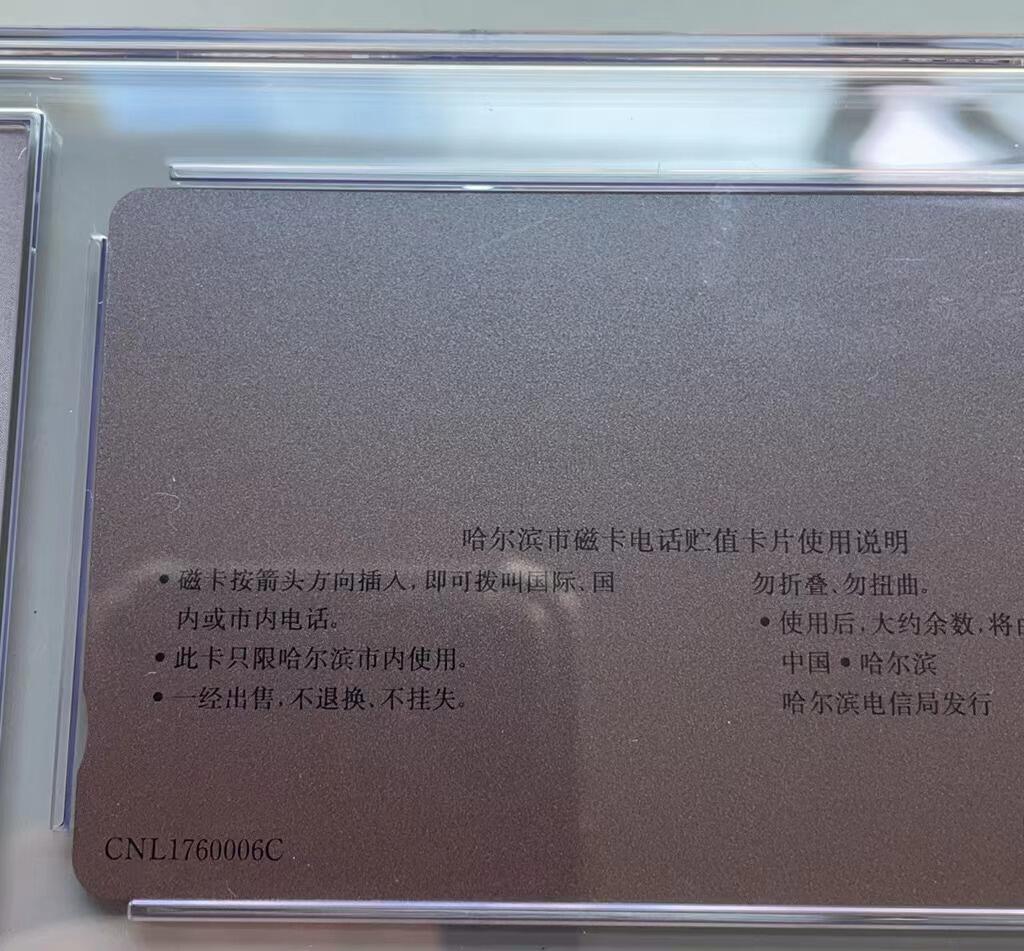 哈尔滨市磁卡电话贮值卡片使用说明
• 磁卡按箭头方向插入,即可拨叫国际、国
内或市内电话。
• 此卡只限哈尔滨市内使用。
• 一经出售,不退换、不挂失。
勿折叠、勿扭曲。
• 使用后,大约余数,将由
中国 • 哈尔滨
哈尔滨电信局发行
CNL1760006C